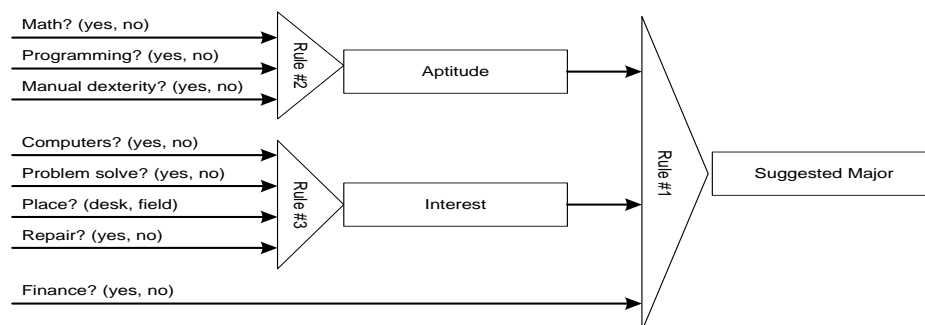 Math? (yes, no)
Programming? (yes, no)
Manual dexterity? (yes, no)
Rule #2
Aptitude
Computers? (yes, no)
Problem solve? (yes, no)
Place? (desk, field)
Repair? (yes, no)
Rule #3
Interest
Finance? (yes, no)
Rule #1
Suggested Major